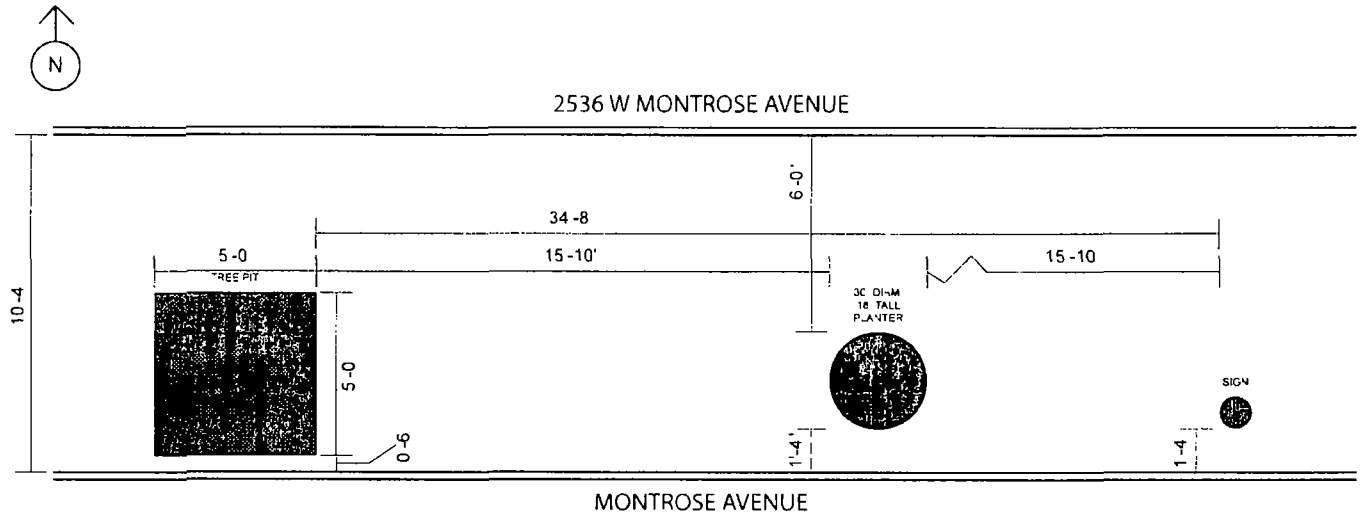 N
2536 W MONTROSE AVENUE
10-4
6-0'
34-8
5-0
15-10'
15-10
TREE PIT
30 DIAM
18 TALL
PLANTER
5-0
SIGN
0-6
1'-4'
1-4
MONTROSE AVENUE